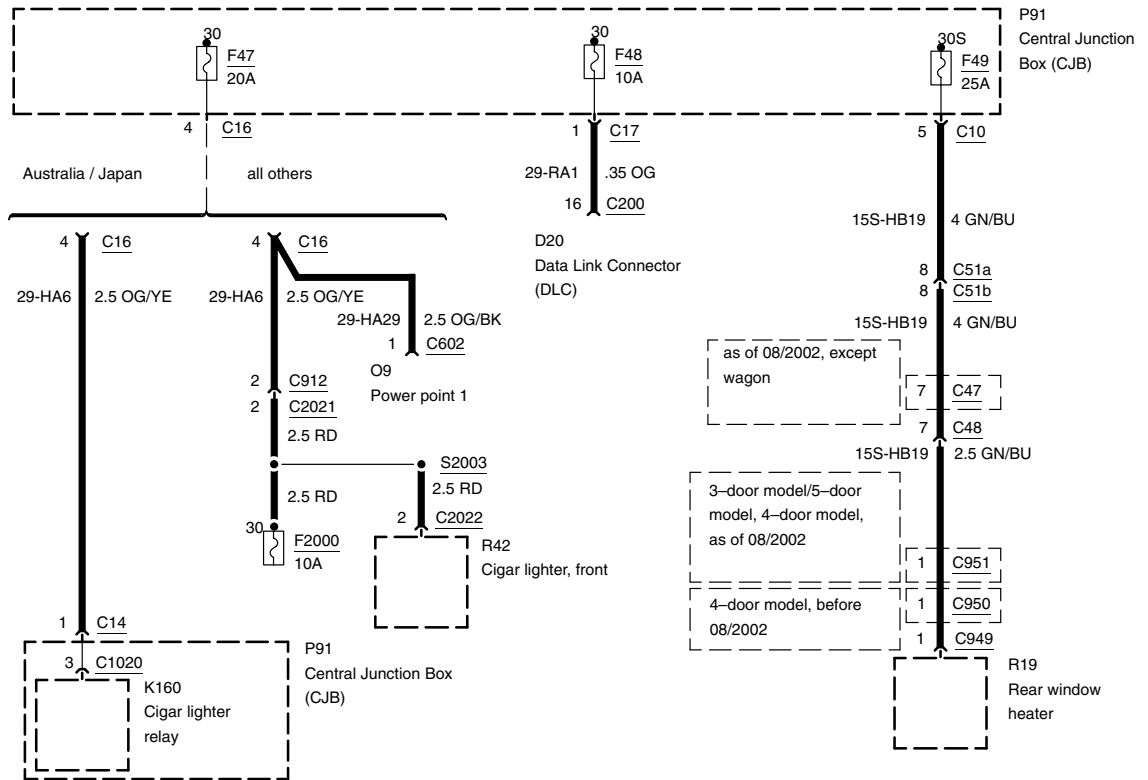 P91
Central Junction
Box (CJB)
30
F47
20A
30
F48
10A
30S
F49
25A
4 C16
1 C17
5 C10
Australia / Japan
all others
29-RA1 .35 OG
16 C200
D20
Data Link Connector
(DLC)
15S-HB19 4 GN/BU
4 C16
4 C16
29-HA6 2.5 OG/YE
29-HA6 2.5 OG/YE
29-HA29 2.5 OG/BK
1 C602
O9
Power point 1
8 C51a
8 C51b
15S-HB19 4 GN/BU
as of 08/2002, except
wagon
7 C47
7 C48
15S-HB19 2.5 GN/BU
2 C912
2 C2021
2.5 RD
S2003
2.5 RD
2.5 RD
2 C2022
30
F2000
10A
R42
Cigar lighter, front
3–door model/5–door
model, 4–door model,
as of 08/2002
1 C951
4–door model, before
08/2002
1 C950
1 C949
R19
Rear window
heater
1 C14
P91
Central Junction Box
(CJB)
3 C1020
K160
Cigar lighter
relay